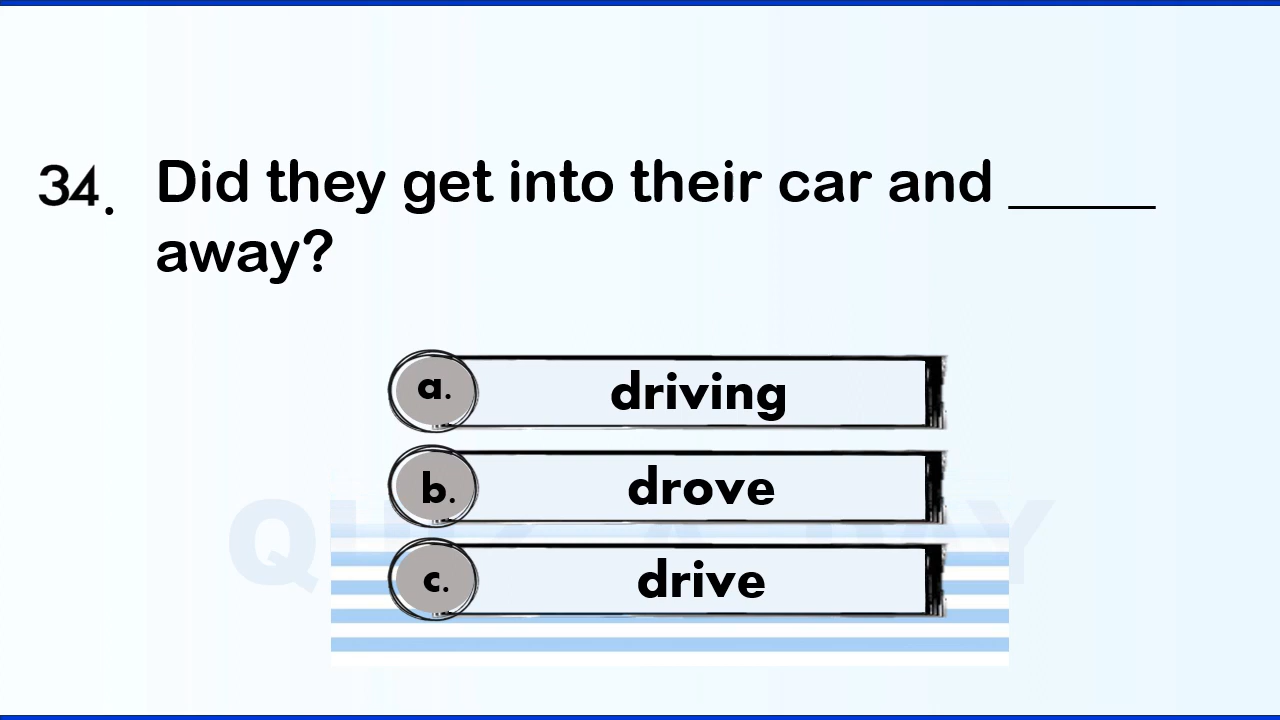 34. Did they get into their car and _____
away?
a. driving
b. drove
c. drive